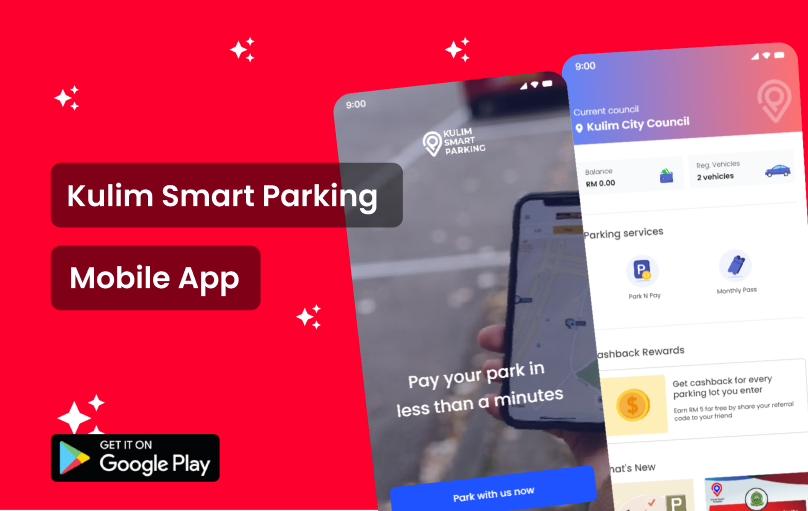 Kulim Smart Parking
Mobile App
GET IT ON
Google Play
9:00
KULIM
SMART
PARKING
Pay your park in
less than a minutes
Park with us now
9:00
Current council
Kulim City Council
Balance
RM 0.00
Reg. Vehicles
2 vehicles
Parking services
P
Park N Pay
Monthly Pass
ashback Rewards
Get cashback for every
parking lot you enter
Earn RM 5 for free by share your referral
code to your friend
hat's New
P